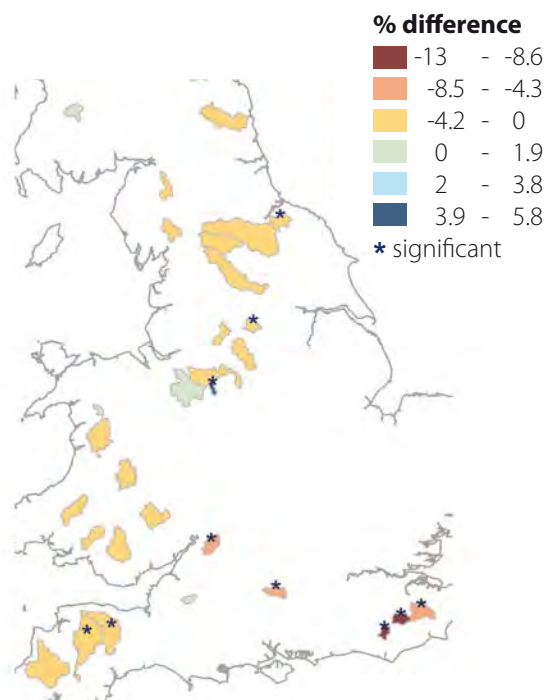 % difference
-13 - -8.6
-8.5 - -4.3
-4.2 - 0
0 - 1.9
2 - 3.8
3.9 - 5.8
* significant